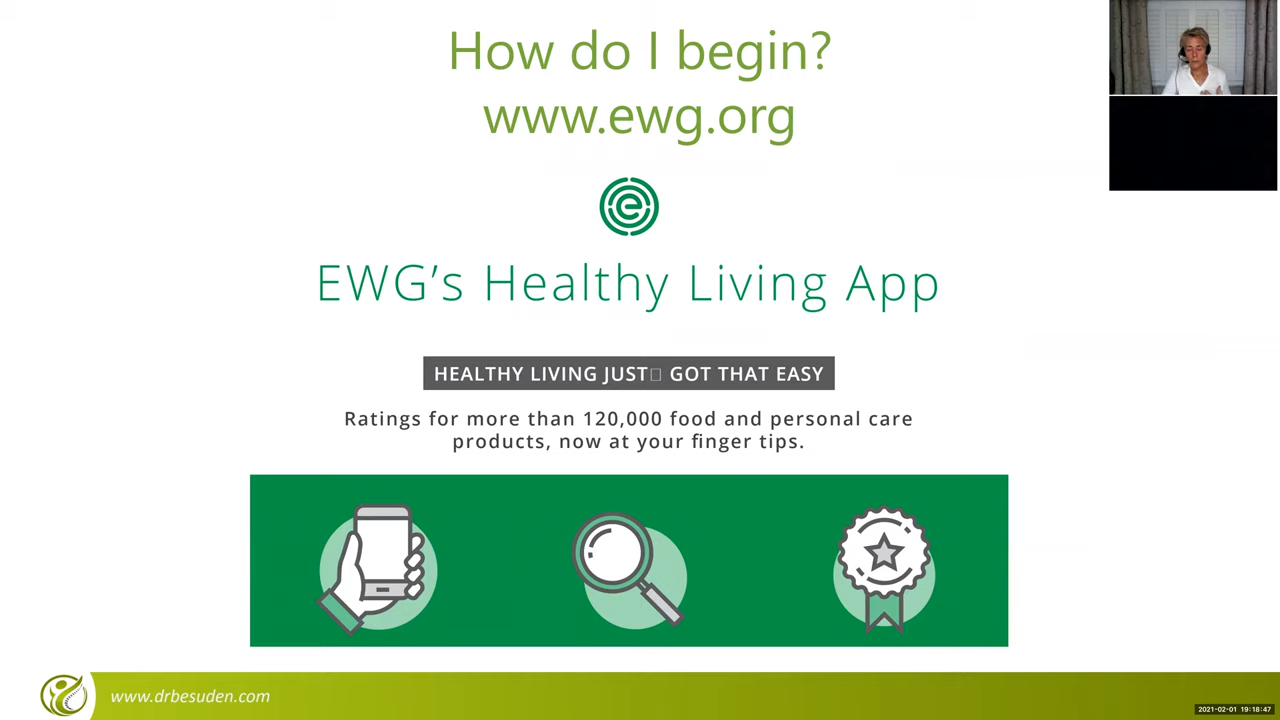 How do I begin?
www.ewg.org
e
EWG's Healthy Living App
HEALTHY LIVING JUST□ GOT THAT EASY
Ratings for more than 120,000 food and personal care
products, now at your finger tips.
www.drbesuden.com
2021-02-01 19:18:47